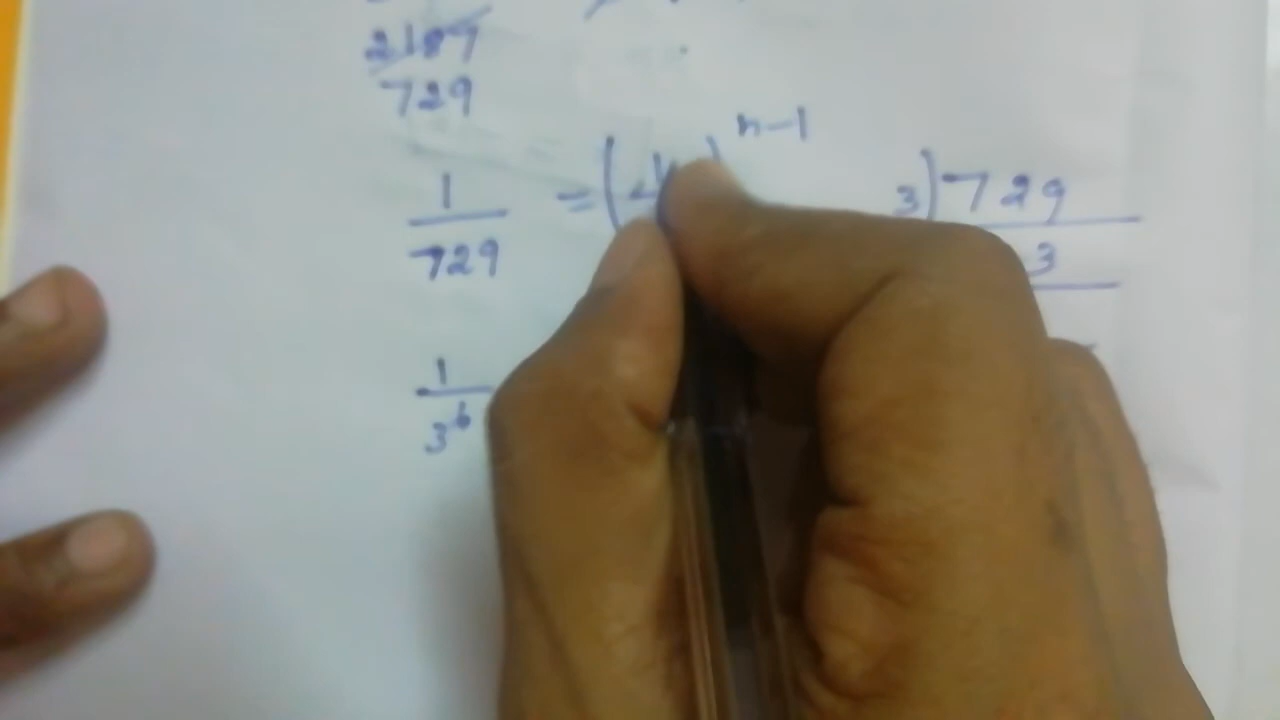 2187
729
n-1
1/729 = (
3)729
3
1/3^6